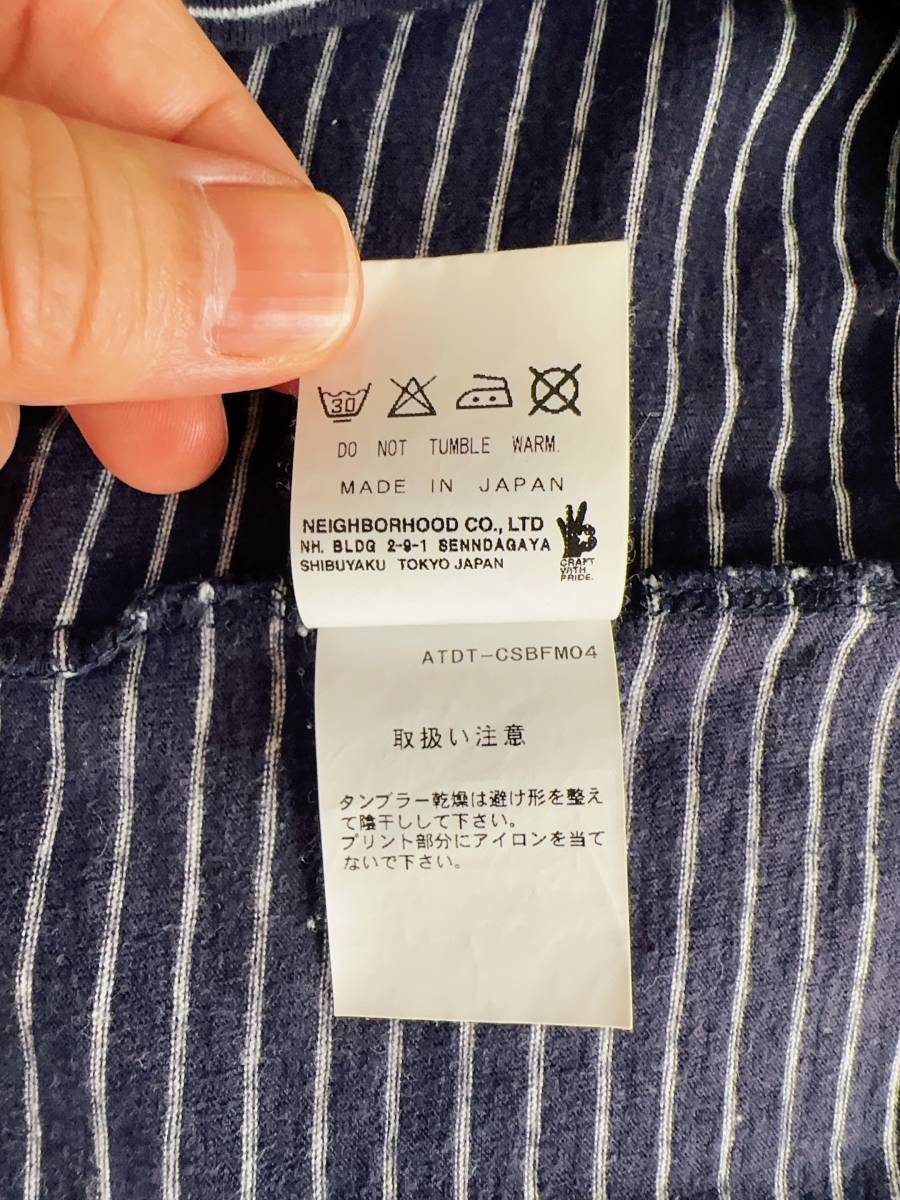 30
DO NOT TUMBLE WARM.
MADE IN JAPAN
NEIGHBORHOOD CO., LTD
NH. BLDG 2-9-1 SENNDAGAYA
SHIBUYAKU TOKYO JAPAN
CRAFT
WITH
PRIDE.
ATDT-CSBFM04
取扱い注意
タンブラー乾燥は避け形を整え
て陰干しして下さい。
プリント部分にアイロンを当て
ないで下さい。